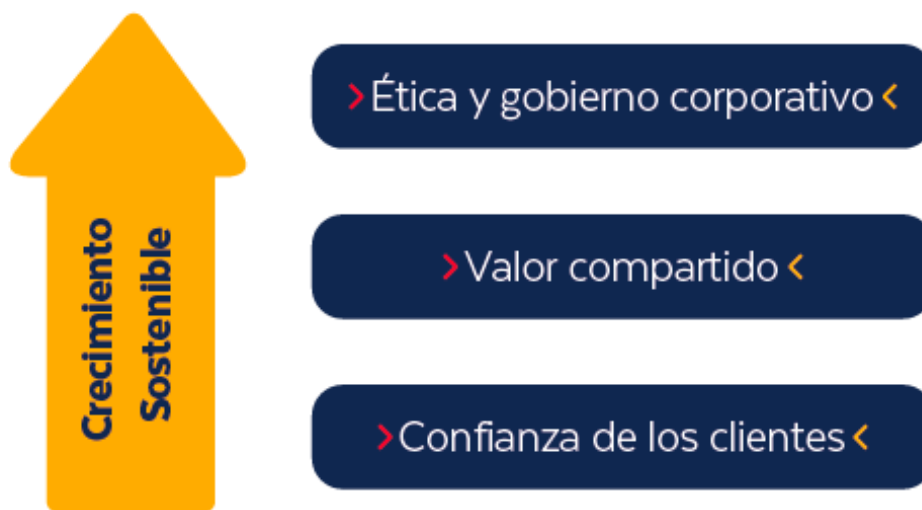 Crecimiento
Sostenible
Ética y gobierno corporativo
Valor compartido
Confianza de los clientes